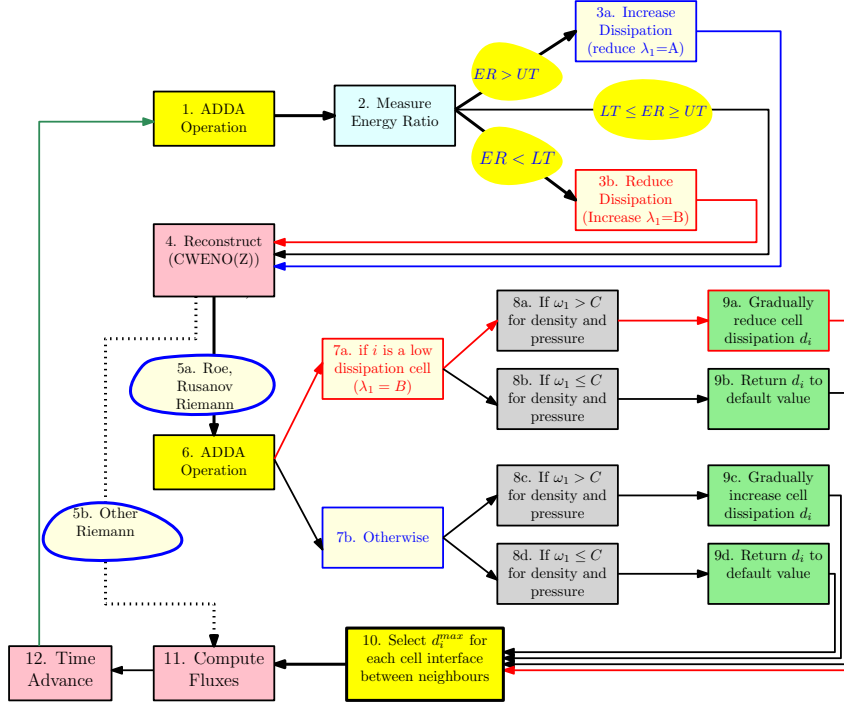 3a. Increase
Dissipation
(reduce λ₁=A)
ER > UT
1. ADDA
Operation
2. Measure
Energy Ratio
LT ≤ ER ≥ UT
ER < LT
3b. Reduce
Dissipation
(Increase λ₁=B)
4. Reconstruct
(CWENO(Z))
5a. Roe,
Rusanov
Riemann
6. ADDA
Operation
7a. if i is a low
dissipation cell
(λ₁ = B)
8a. If ω₁ > C
for density and
pressure
9a. Gradually
reduce cell
dissipation dᵢ
8b. If ω₁ ≤ C
for density and
pressure
9b. Return dᵢ to
default value
5b. Other
Riemann
7b. Otherwise
8c. If ω₁ > C
for density and
pressure
9c. Gradually
increase cell
dissipation dᵢ
8d. If ω₁ ≤ C
for density and
pressure
9d. Return dᵢ to
default value
12. Time
Advance
11. Compute
Fluxes
10. Select dᵢᵐᵃˣ for
each cell interface
between neighbours